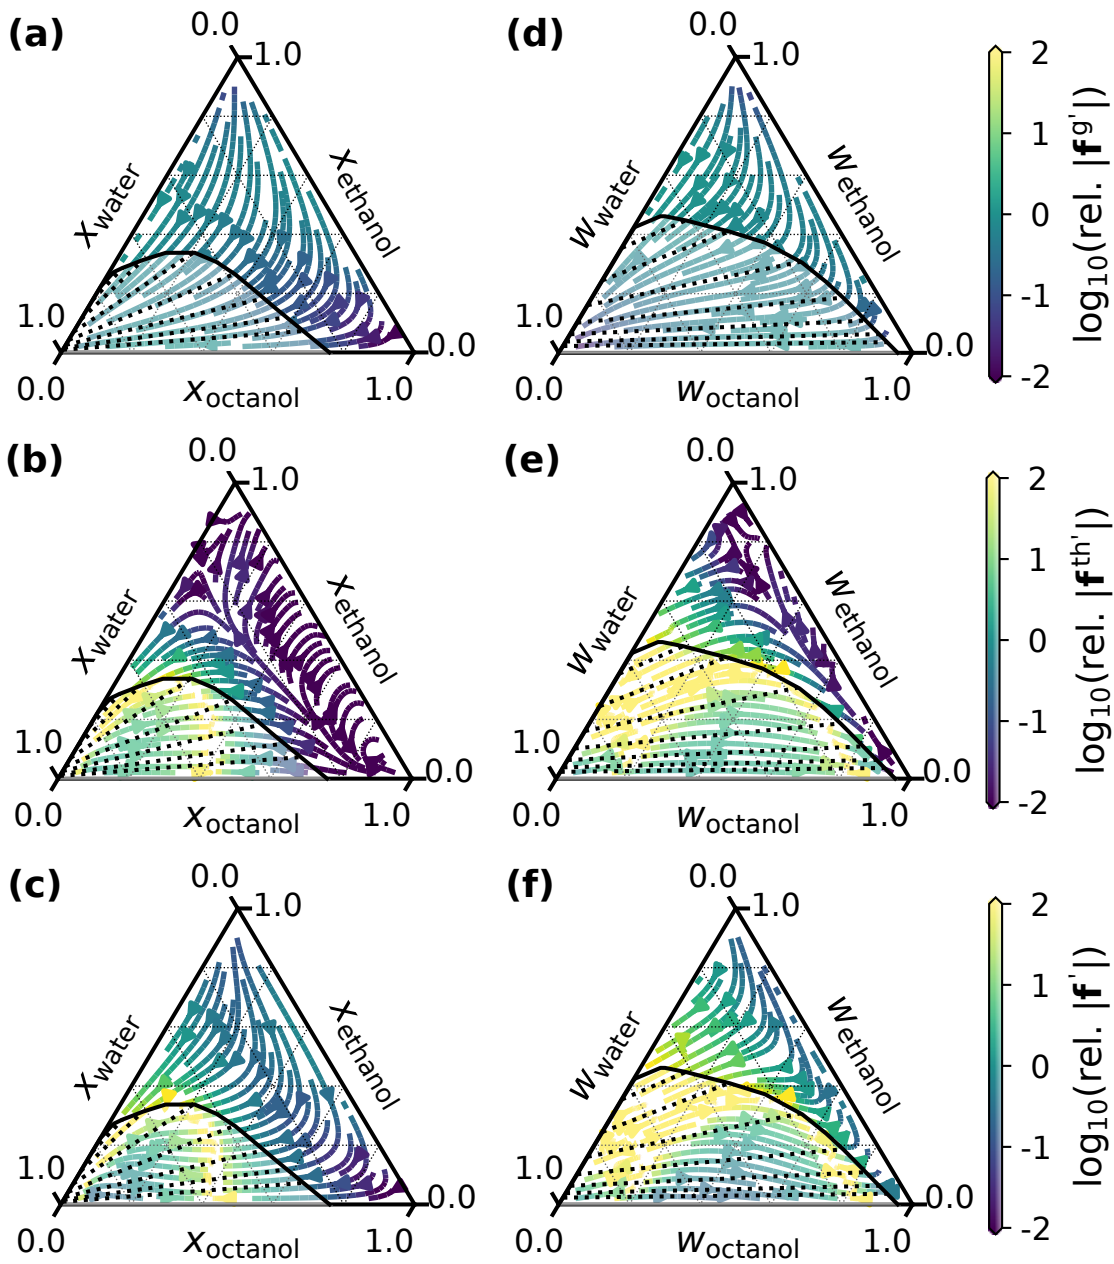 (a)
0.0
1.0
x_water
x_ethanol
1.0
0.0
0.0
x_octanol
1.0
(d)
0.0
1.0
w_water
w_ethanol
1.0
0.0
0.0
w_octanol
1.0
2
1
0
-1
-2
log₁₀(rel. |f^g'|)
(b)
0.0
1.0
x_water
x_ethanol
1.0
0.0
0.0
x_octanol
1.0
(e)
0.0
1.0
w_water
w_ethanol
1.0
0.0
0.0
w_octanol
1.0
2
1
0
-1
-2
log₁₀(rel. |f^th'|)
(c)
0.0
1.0
x_water
x_ethanol
1.0
0.0
0.0
x_octanol
1.0
(f)
0.0
1.0
w_water
w_ethanol
1.0
0.0
0.0
w_octanol
1.0
2
1
0
-1
-2
log₁₀(rel. |f'|)